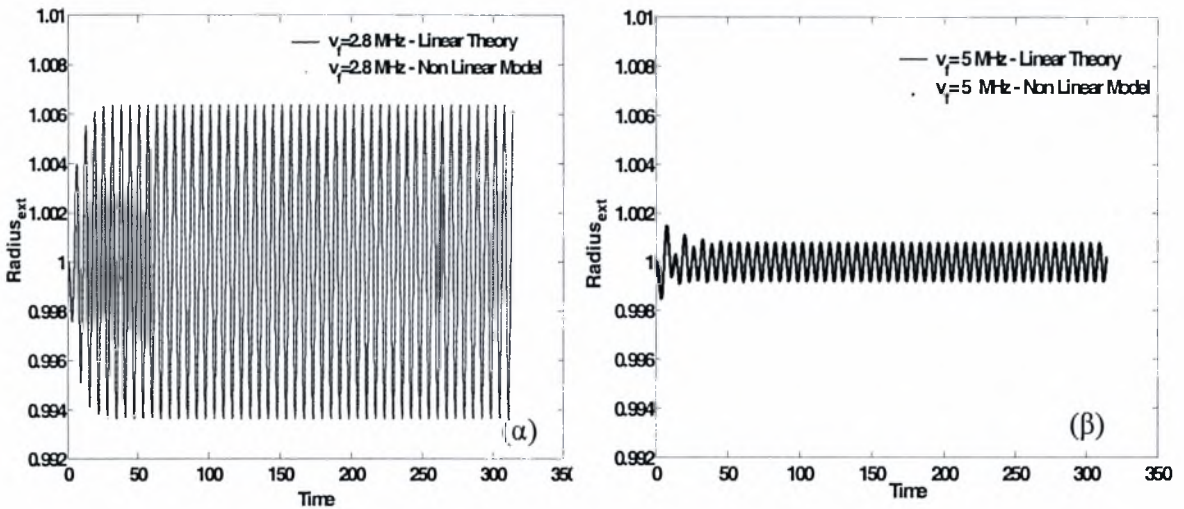 1.01
1.008
1.006
1.004
1.002
1
0.998
0.996
0.994
0.992
Radius_ext
0 50 100 150 200 250 300 350
Time
v_f=2.8 MHz - Linear Theory
v_f=2.8 MHz - Non Linear Model
(α)
1.01
1.008
1.006
1.004
1.002
1
0.998
0.996
0.994
0.992
Radius_ext
0 50 100 150 200 250 300 350
Time
v_f= 5 MHz - Linear Theory
v_f= 5 MHz - Non Linear Model
(β)